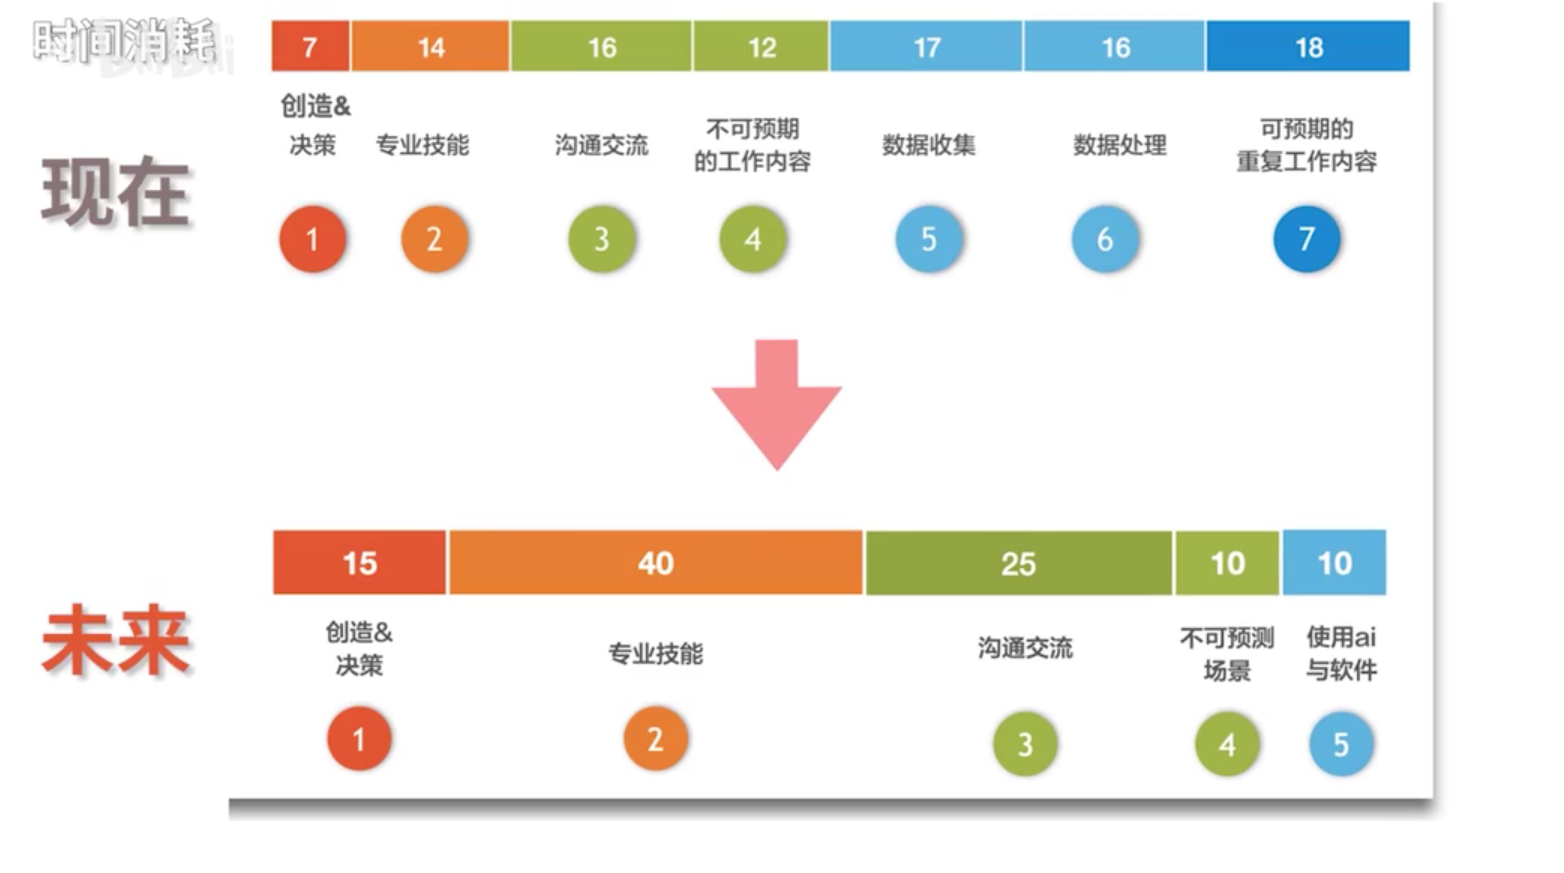 时间消耗
bilibili
7 14 16 12 17 16 18
现在
创造&
决策
专业技能
沟通交流
不可预期
的工作内容
数据收集
数据处理
可预期的
重复工作内容
1 2 3 4 5 6 7
15 40 25 10 10
未来
创造&
决策
专业技能
沟通交流
不可预测
场景
使用ai
与软件
1 2 3 4 5